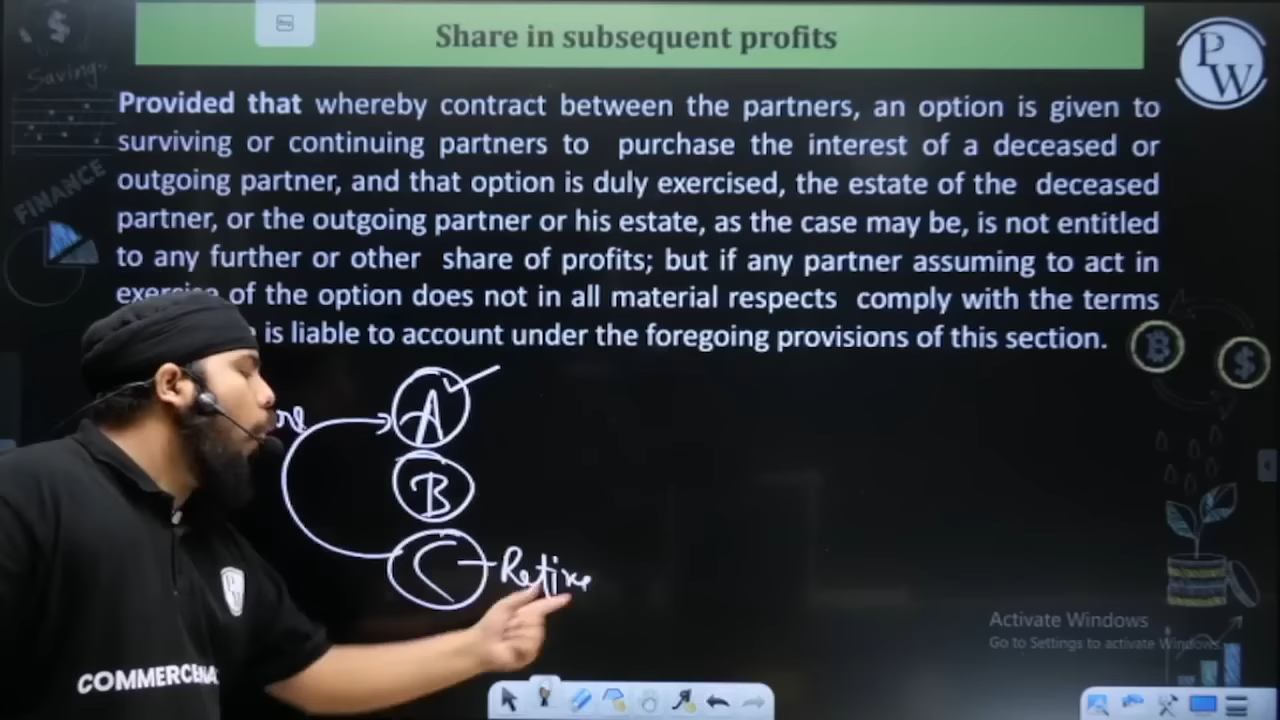 Share in subsequent profits
P
W
Savings
FINANCE
Provided that whereby contract between the partners, an option is given to
surviving or continuing partners to purchase the interest of a deceased or
outgoing partner, and that option is duly exercised, the estate of the deceased
partner, or the outgoing partner or his estate, as the case may be, is not entitled
to any further or other share of profits; but if any partner assuming to act in
of the option does not in all material respects comply with the terms
is liable to account under the foregoing provisions of this section.
A
B
C Retire
Activate Windows
Go to Settings to activate Windows.